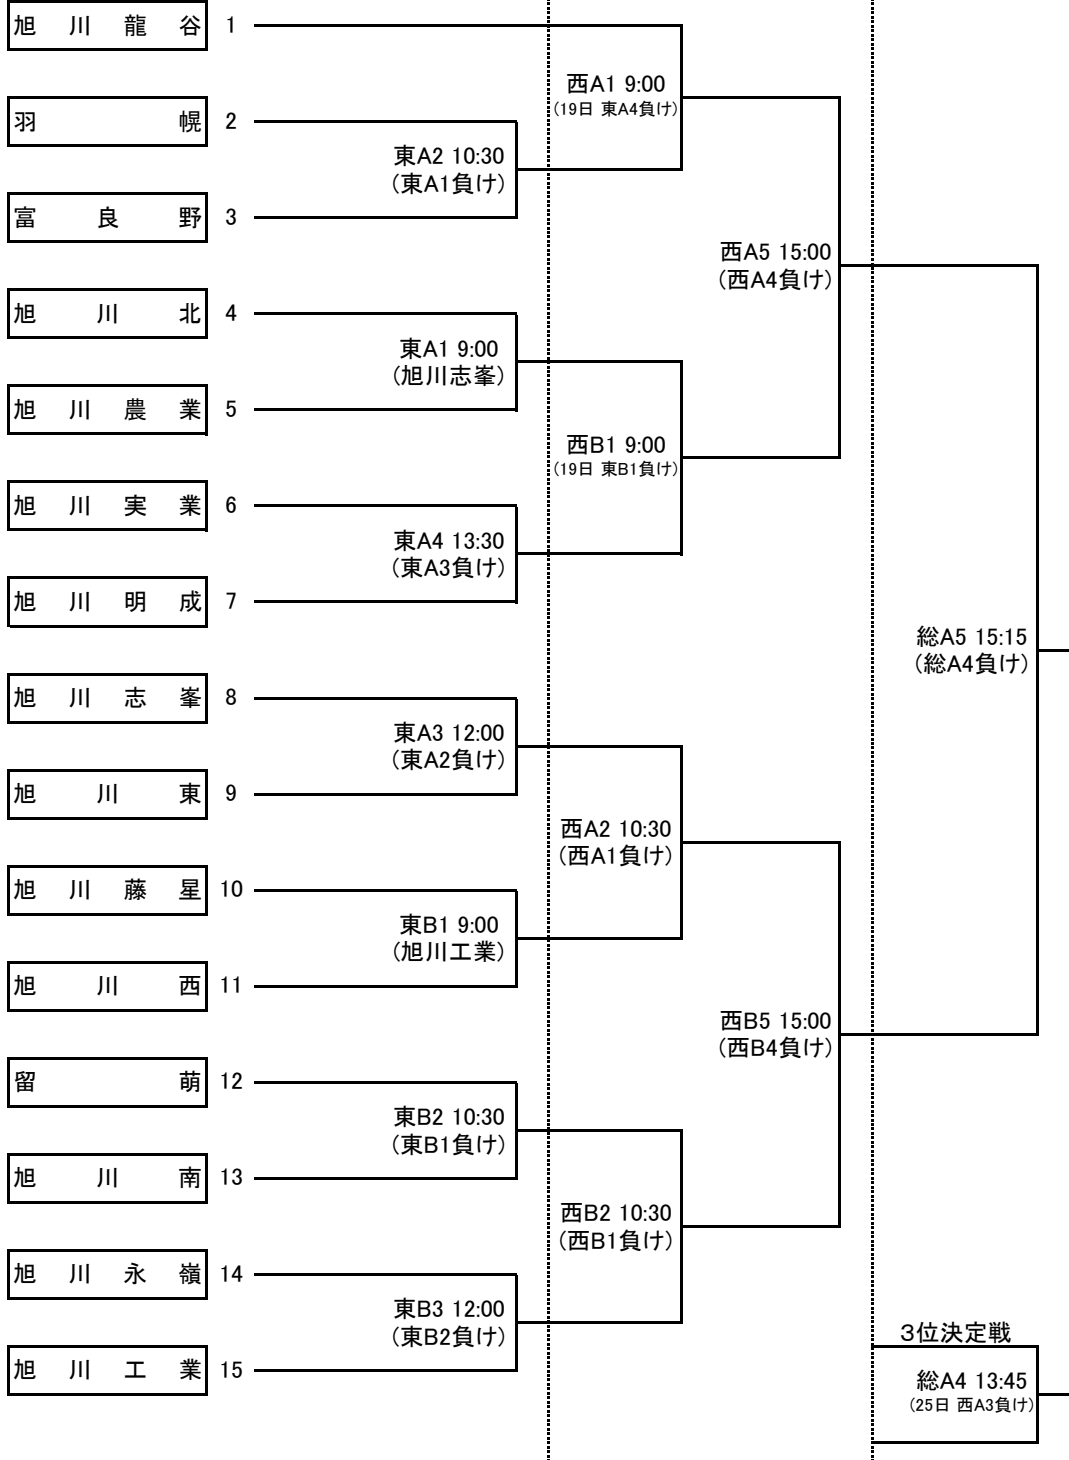 旭川龍谷 1
西A1 9:00
(19日 東A4負け)
羽幌 2
東A2 10:30
(東A1負け)
富良野 3
西A5 15:00
(西A4負け)
旭川北 4
東A1 9:00
(旭川志峯)
旭川農業 5
西B1 9:00
(19日 東B1負け)
旭川実業 6
東A4 13:30
(東A3負け)
旭川明成 7
総A5 15:15
(総A4負け)
旭川志峯 8
東A3 12:00
(東A2負け)
旭川東 9
西A2 10:30
(西A1負け)
旭川藤星 10
東B1 9:00
(旭川工業)
旭川西 11
西B5 15:00
(西B4負け)
留萌 12
東B2 10:30
(東B1負け)
旭川南 13
西B2 10:30
(西B1負け)
旭川永嶺 14
東B3 12:00
(東B2負け)
3位決定戦
旭川工業 15
総A4 13:45
(25日 西A3負け)